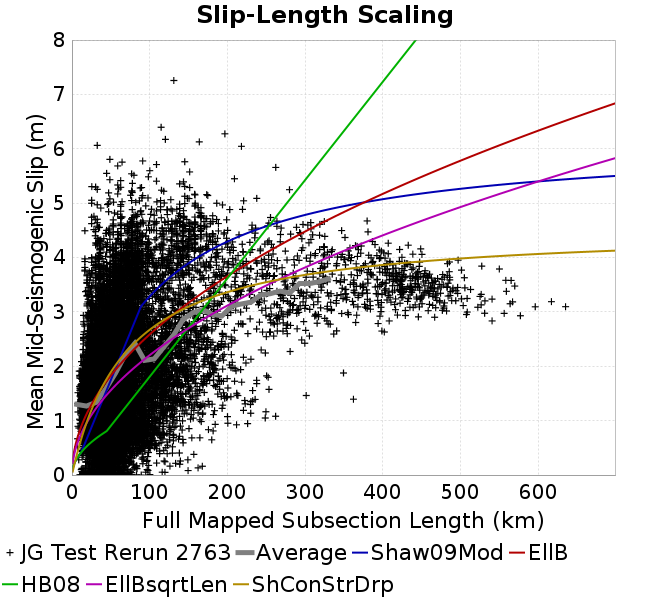 Slip-Length Scaling
Mean Mid-Seismogenic Slip (m)
8
7
6
5
4
3
2
1
0
0 100 200 300 400 500 600
Full Mapped Subsection Length (km)
JG Test Rerun 2763 Average Shaw09Mod EllB
HB08 EllBsqrtLen ShConStrDrp